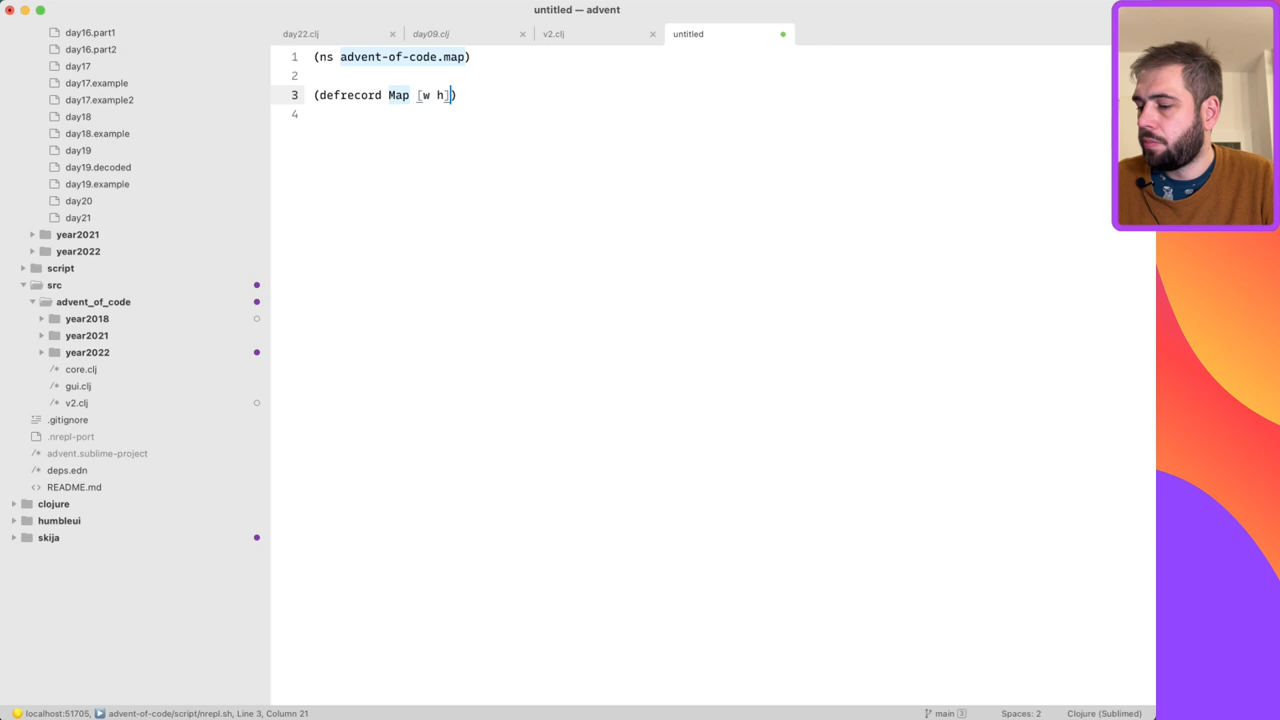 untitled — advent
day22.clj
day09.clj
v2.clj
untitled
day16.part1
day16.part2
day17
day17.example
day17.example2
day18
day18.example
day19
day19.decoded
day19.example
day20
day21
year2021
year2022
script
src
advent_of_code
year2018
year2021
year2022
/* core.clj
/* gui.clj
/* v2.clj
.gitignore
.nrepl-port
advent.sublime-project
/* deps.edn
<> README.md
clojure
humbleui
skija
1 (ns advent-of-code.map)
2
3 (defrecord Map [w h])
4
localhost:51705, advent-of-code/script/nrepl.sh, Line 3, Column 21
main 3
Spaces: 2
Clojure (Sublimed)